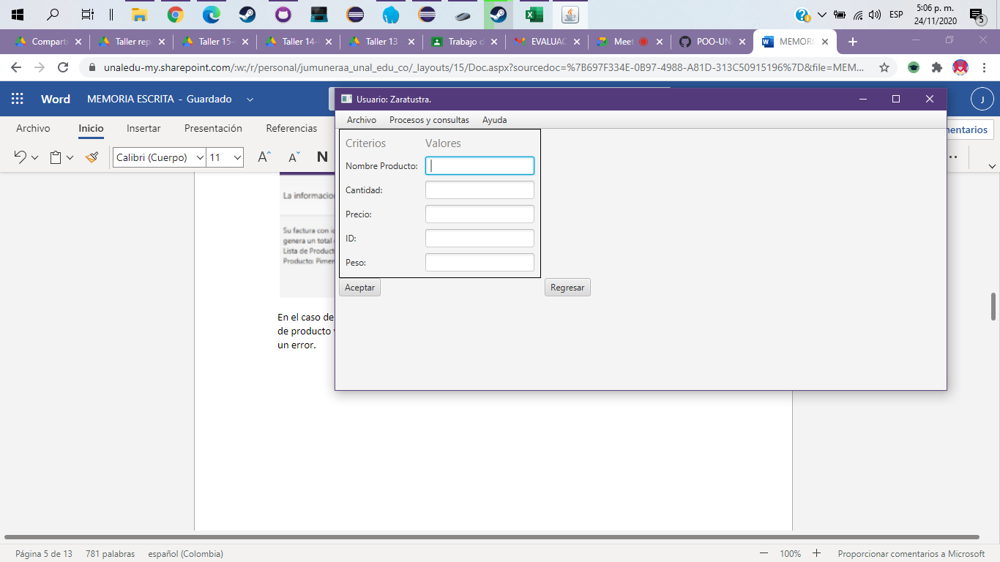 ESP
5:06 p. m.
24/11/2020
5
Comparti
Taller rep
Taller 15-
Taller 14-
Taller 13
Trabajo d
EVALUAC
Meet
POO-UN
MEMORI
unaledu-my.sharepoint.com/:w:/r/personal/jumuneraa_unal_edu_co/_layouts/15/Doc.aspx?sourcedoc=%7B697F334E-0B97-4988-A81D-313C50915196%7D&file=MEM...
Word
MEMORIA ESCRITA - Guardado
J
Archivo
Inicio
Insertar
Presentación
Referencias
nentarios
Calibri (Cuerpo)
11
A
A
N
Usuario: Zaratustra.
Archivo
Procesos y consultas
Ayuda
Criterios
Valores
Nombre Producto:
Cantidad:
Precio:
ID:
Peso:
Aceptar
Regresar
La informacion
Su factura con i
genera un total
Lista de Product
Producto: Pimen
En el caso de
de producto
un error.
Página 5 de 13
781 palabras
español (Colombia)
100%
Proporcionar comentarios a Microsoft